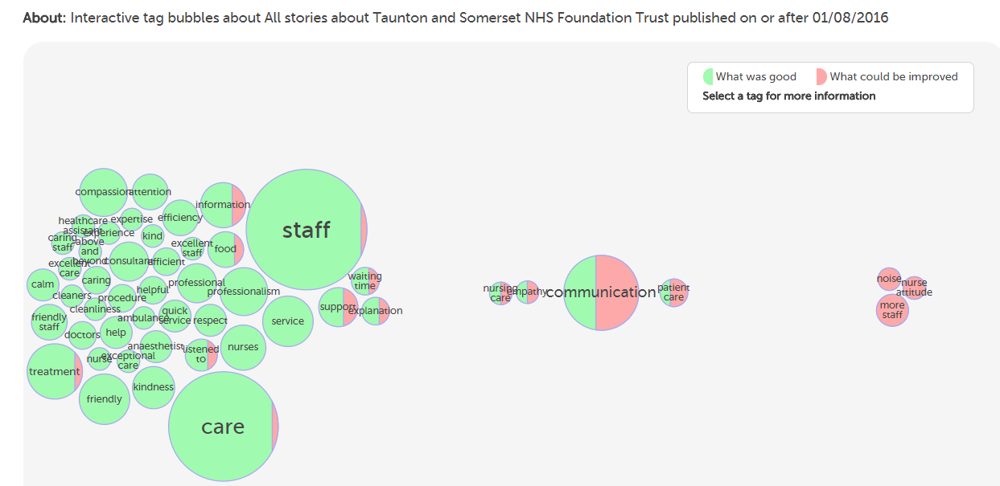 About: Interactive tag bubbles about All stories about Taunton and Somerset NHS Foundation Trust published on or after 01/08/2016
What was good
What could be improved
Select a tag for more information
compassion
attention
information
healthcare
assistant
expertise
efficiency
experience
kind
caring
staff
above
and
beyond
excellent
staff
food
staff
excellent
care
consultant
efficient
calm
caring
cleaners
procedure
helpful
professional
professionalism
waiting
time
cleanliness
ambulance
quick
service
respect
service
support
explanation
friendly
staff
doctors
help
anaesthetist
listened
to
nurses
nurse
exceptional
care
treatment
friendly
kindness
care
nursing
care
empathy
communication
patient
care
noise
nurse
attitude
more
staff